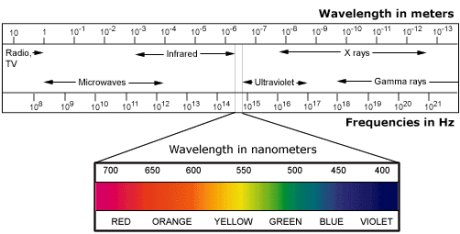 Wavelength in meters
10 1 10⁻¹ 10⁻² 10⁻³ 10⁻⁴ 10⁻⁵ 10⁻⁶ 10⁻⁷ 10⁻⁸ 10⁻⁹ 10⁻¹⁰ 10⁻¹¹ 10⁻¹² 10⁻¹³
Radio, Infrared X rays
TV
Microwaves Ultraviolet Gamma rays
10⁸ 10⁹ 10¹⁰ 10¹¹ 10¹² 10¹³ 10¹⁴ 10¹⁵ 10¹⁶ 10¹⁷ 10¹⁸ 10¹⁹ 10²⁰ 10²¹
Frequencies in Hz
Wavelength in nanometers
700 650 600 550 500 450 400
RED ORANGE YELLOW GREEN BLUE VIOLET